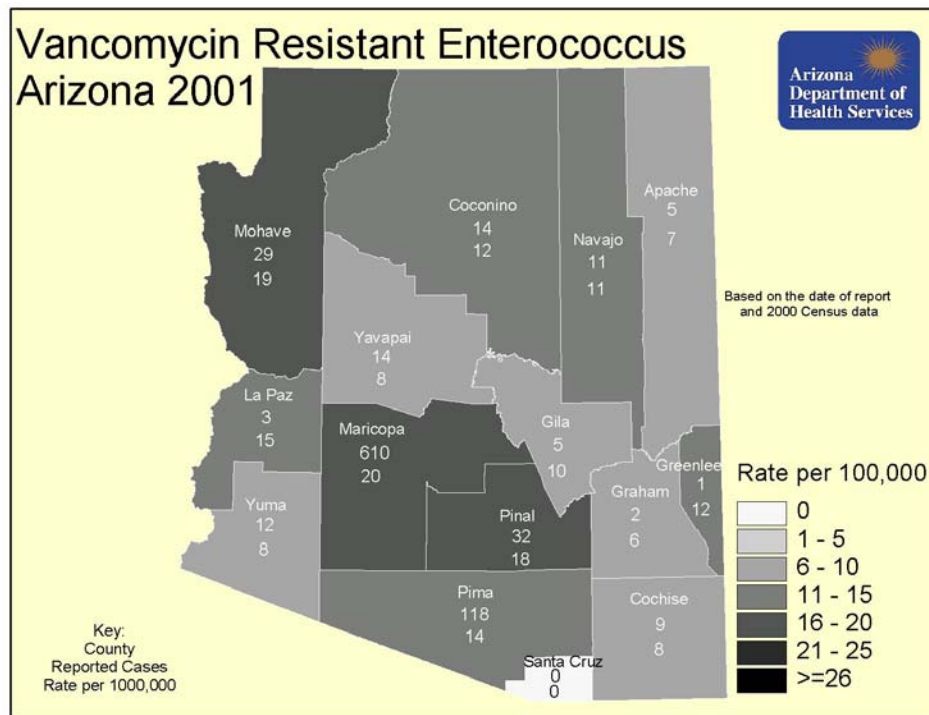 Vancomycin Resistant Enterococcus
Arizona 2001
Arizona
Department of
Health Services
Mohave
29
19
Coconino
14
12
Navajo
11
11
Apache
5
7
Based on the date of report
and 2000 Census data
Yavapai
14
8
La Paz
3
15
Maricopa
610
20
Gila
5
10
Greenlee
1
12
Graham
2
6
Yuma
12
8
Pinal
32
18
Pima
118
14
Cochise
9
8
Santa Cruz
0
0
Key:
County
Reported Cases
Rate per 1000,000
Rate per 100,000
0
1 - 5
6 - 10
11 - 15
16 - 20
21 - 25
>=26